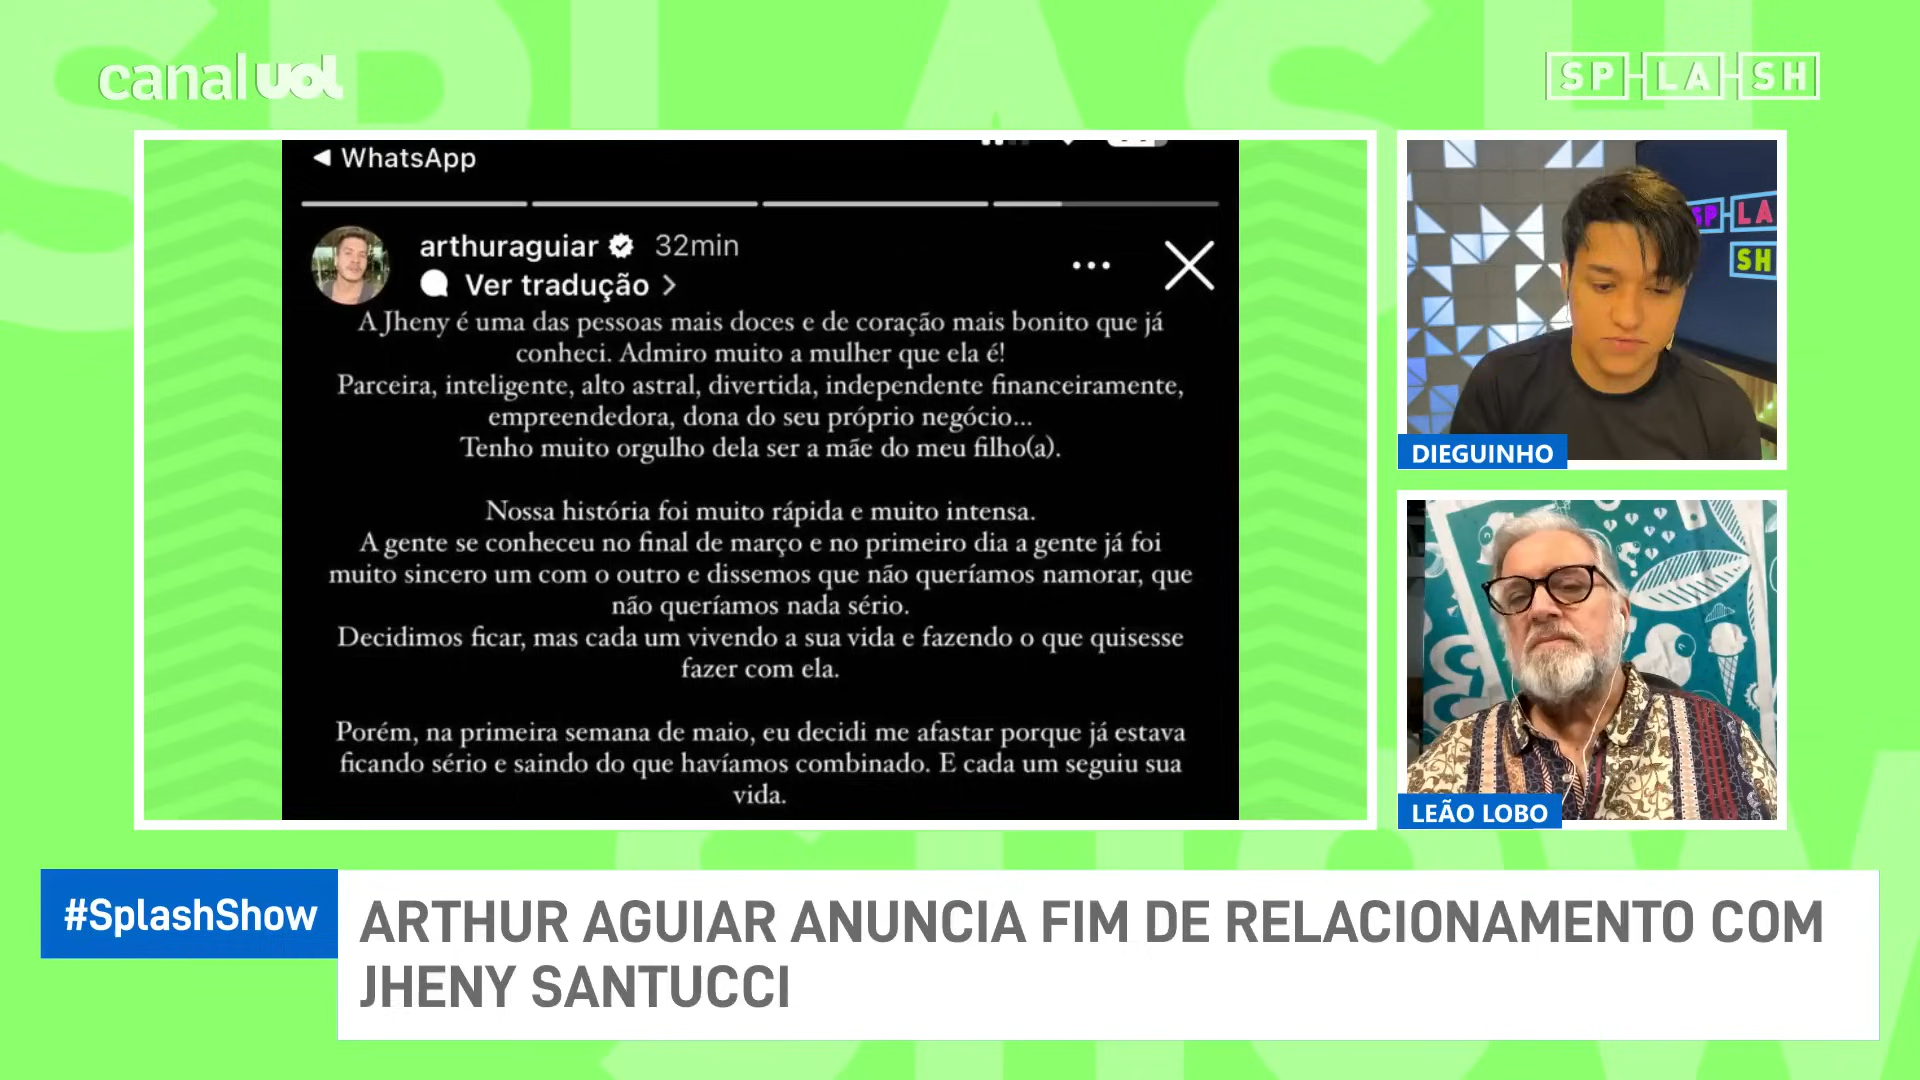 canal uol
SP-LA-SH
WhatsApp
arthuraguiar 32min
Ver tradução
A Jheny é uma das pessoas mais doces e de coração mais bonito que já
conheci. Admiro muito a mulher que ela é!
Parceira, inteligente, alto astral, divertida, independente financeiramente,
empreendedora, dona do seu próprio negócio...
Tenho muito orgulho dela ser a mãe do meu filho(a).
Nossa história foi muito rápida e muito intensa.
A gente se conheceu no final de março e no primeiro dia a gente já foi
muito sincero um com o outro e dissemos que não queríamos namorar, que
não queríamos nada sério.
Decidimos ficar, mas cada um vivendo a sua vida e fazendo o que quisesse
fazer com ela.
Porém, na primeira semana de maio, eu decidi me afastar porque já estava
ficando sério e saindo do que havíamos combinado. E cada um seguiu sua
vida.
SP-LA
SH
DIEGUINHO
LEÃO LOBO
#SplashShow
ARTHUR AGUIAR ANUNCIA FIM DE RELACIONAMENTO COM
JHENY SANTUCCI